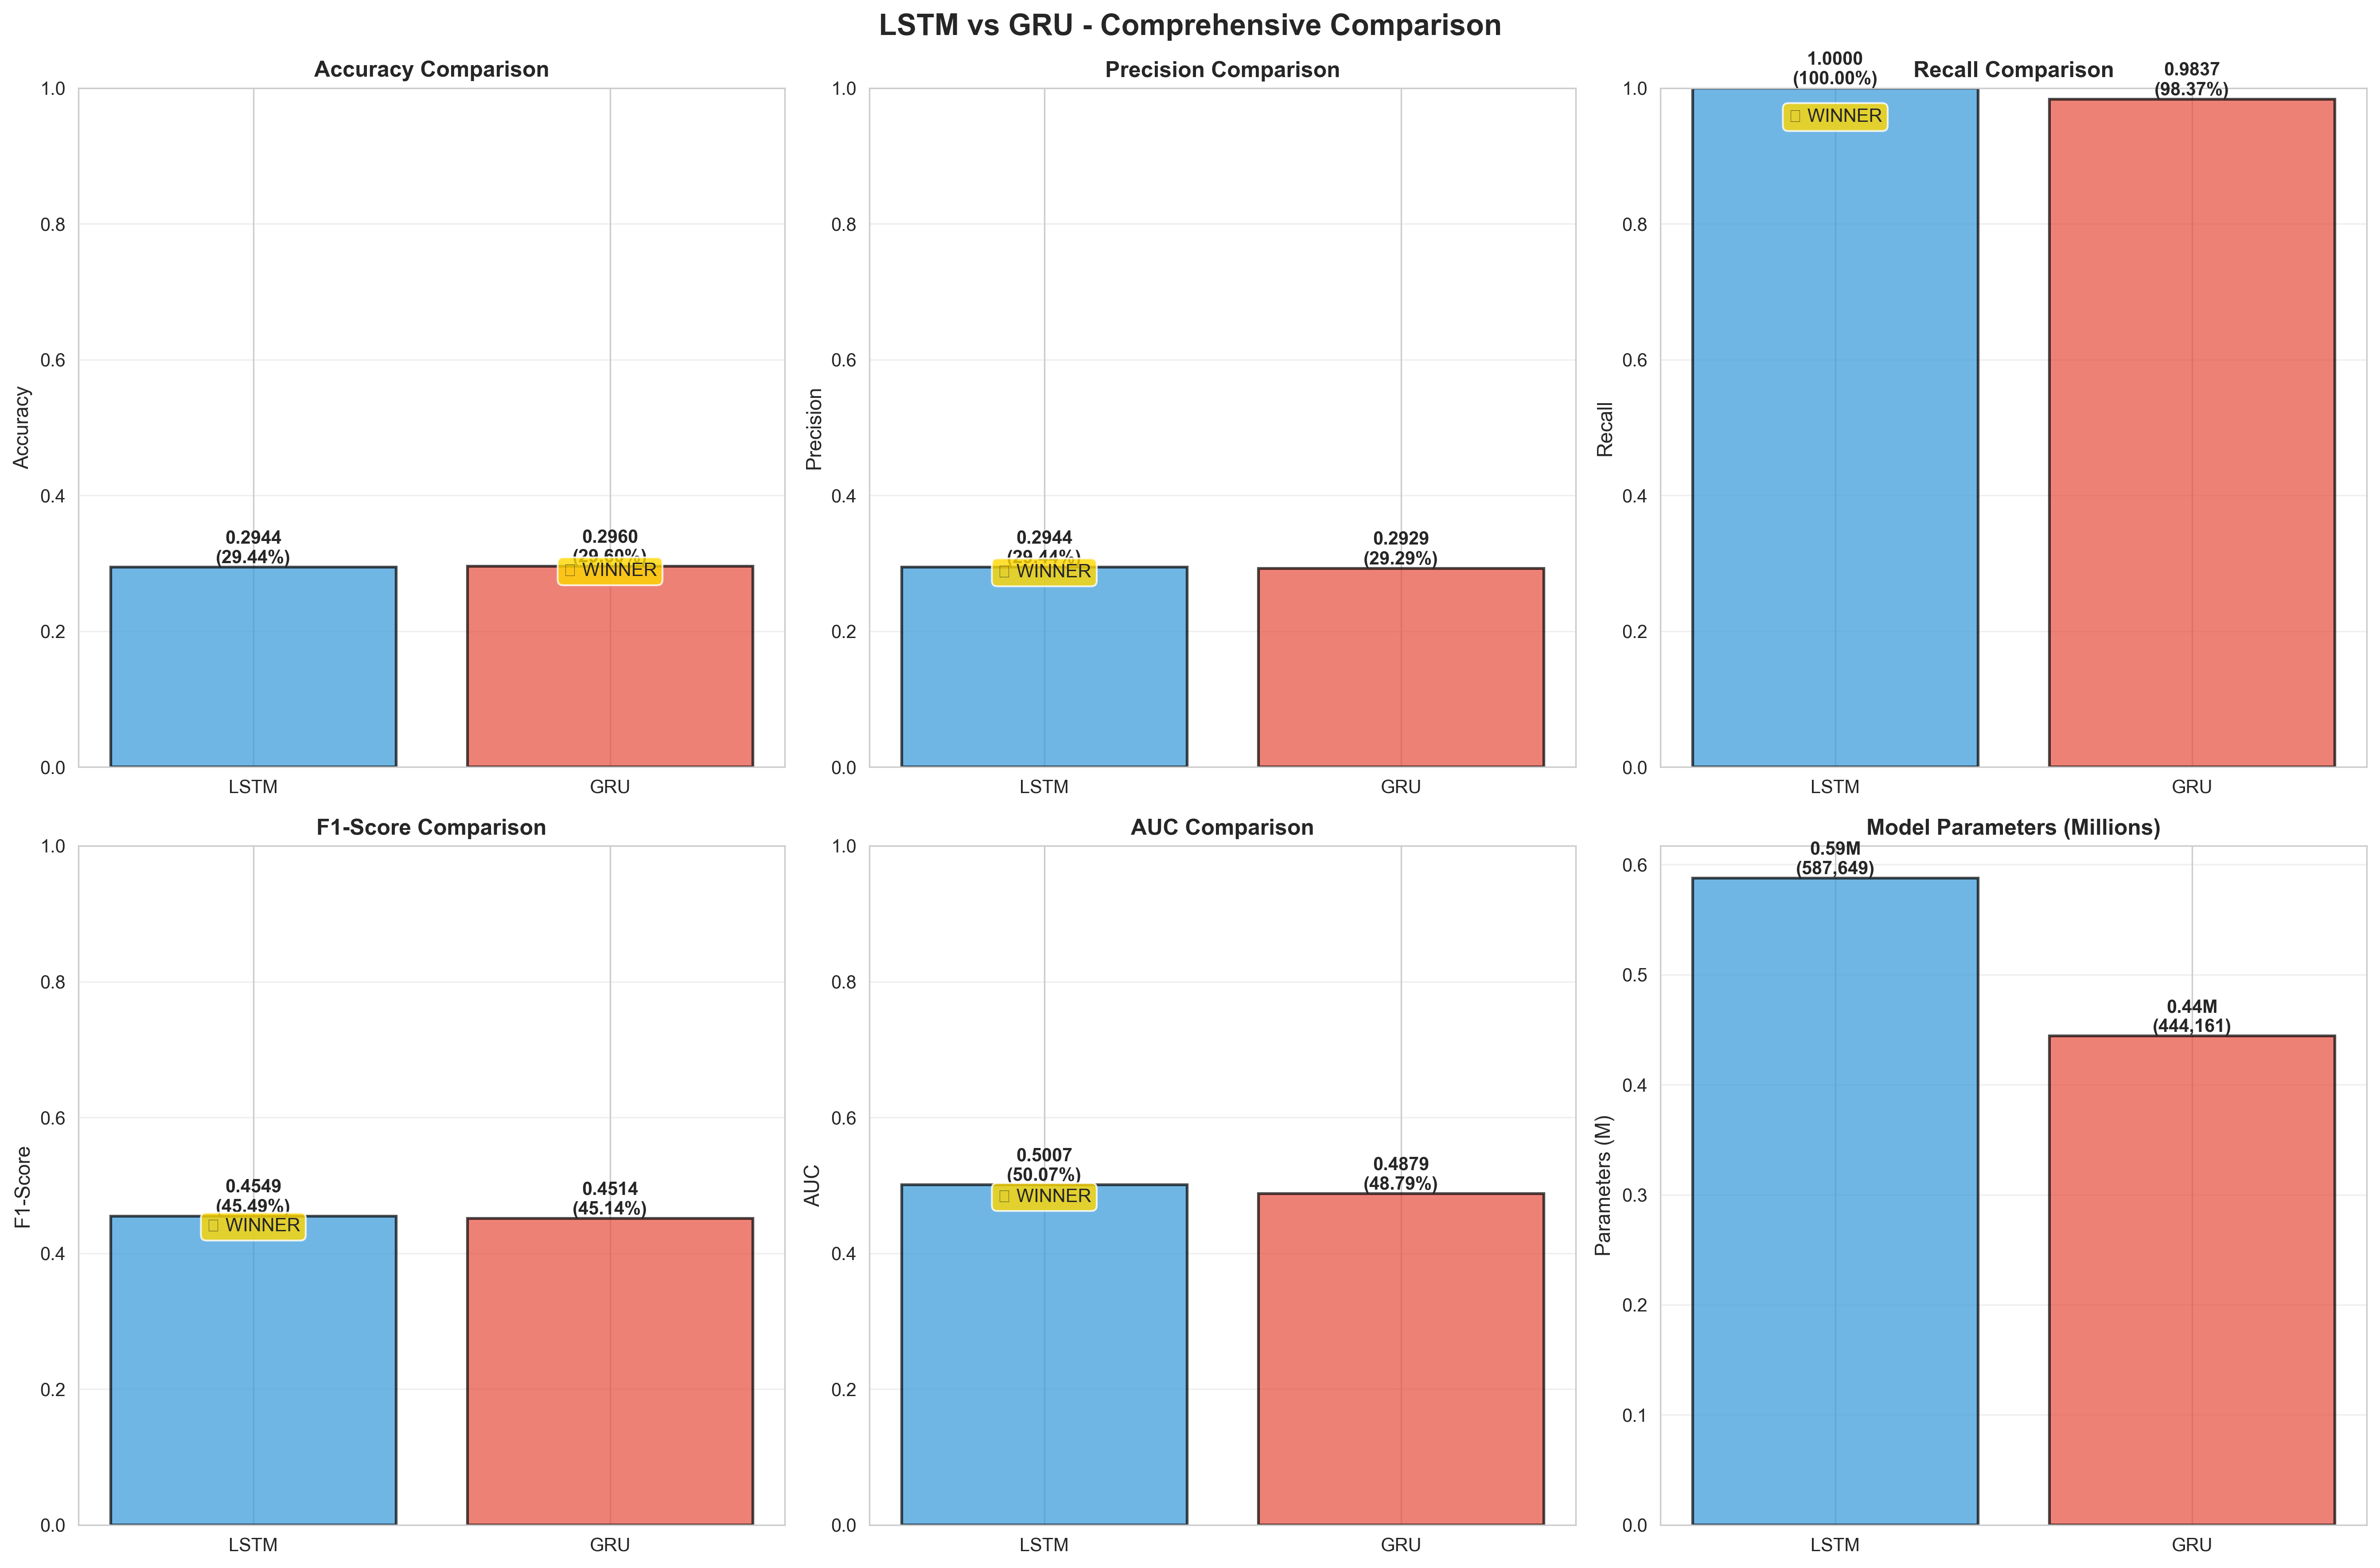 LSTM vs GRU - Comprehensive Comparison
Accuracy Comparison
1.0
0.8
0.6
0.4
0.2
0.0
Accuracy
0.2944
(29.44%)
0.2960
(29.60%)
WINNER
LSTM
GRU
Precision Comparison
1.0
0.8
0.6
0.4
0.2
0.0
Precision
0.2944
(29.44%)
WINNER
0.2929
(29.29%)
LSTM
GRU
Recall Comparison
1.0
0.8
0.6
0.4
0.2
0.0
Recall
1.0000
(100.00%)
WINNER
0.9837
(98.37%)
LSTM
GRU
F1-Score Comparison
1.0
0.8
0.6
0.4
0.2
0.0
F1-Score
0.4549
(45.49%)
WINNER
0.4514
(45.14%)
LSTM
GRU
AUC Comparison
1.0
0.8
0.6
0.4
0.2
0.0
AUC
0.5007
(50.07%)
WINNER
0.4879
(48.79%)
LSTM
GRU
Model Parameters (Millions)
0.6
0.5
0.4
0.3
0.2
0.1
0.0
Parameters (M)
0.59M
(587,649)
0.44M
(444,161)
LSTM
GRU